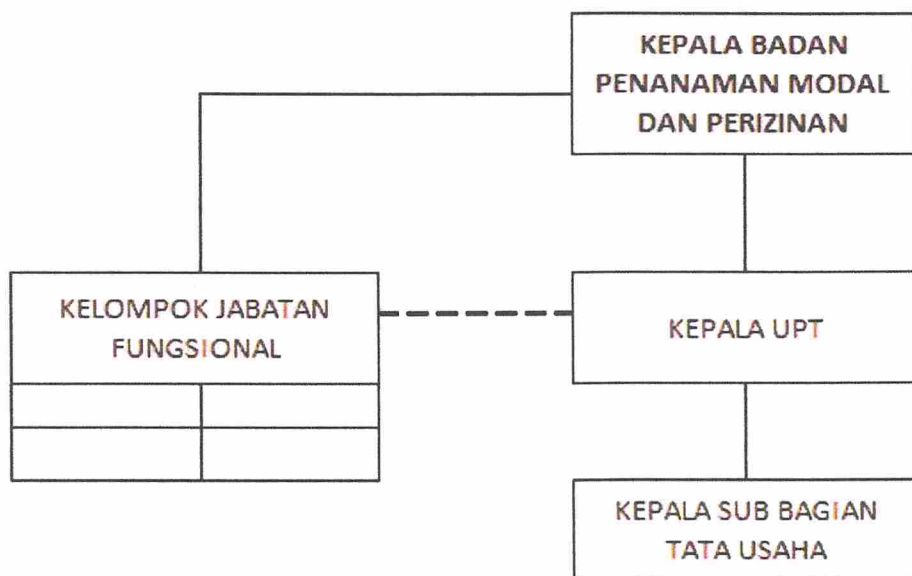 KEPALA BADAN
PENANAMAN MODAL
DAN PERIZINAN
KELOMPOK JABATAN
FUNGSIONAL
KEPALA UPT
KEPALA SUB BAGIAN
TATA USAHA